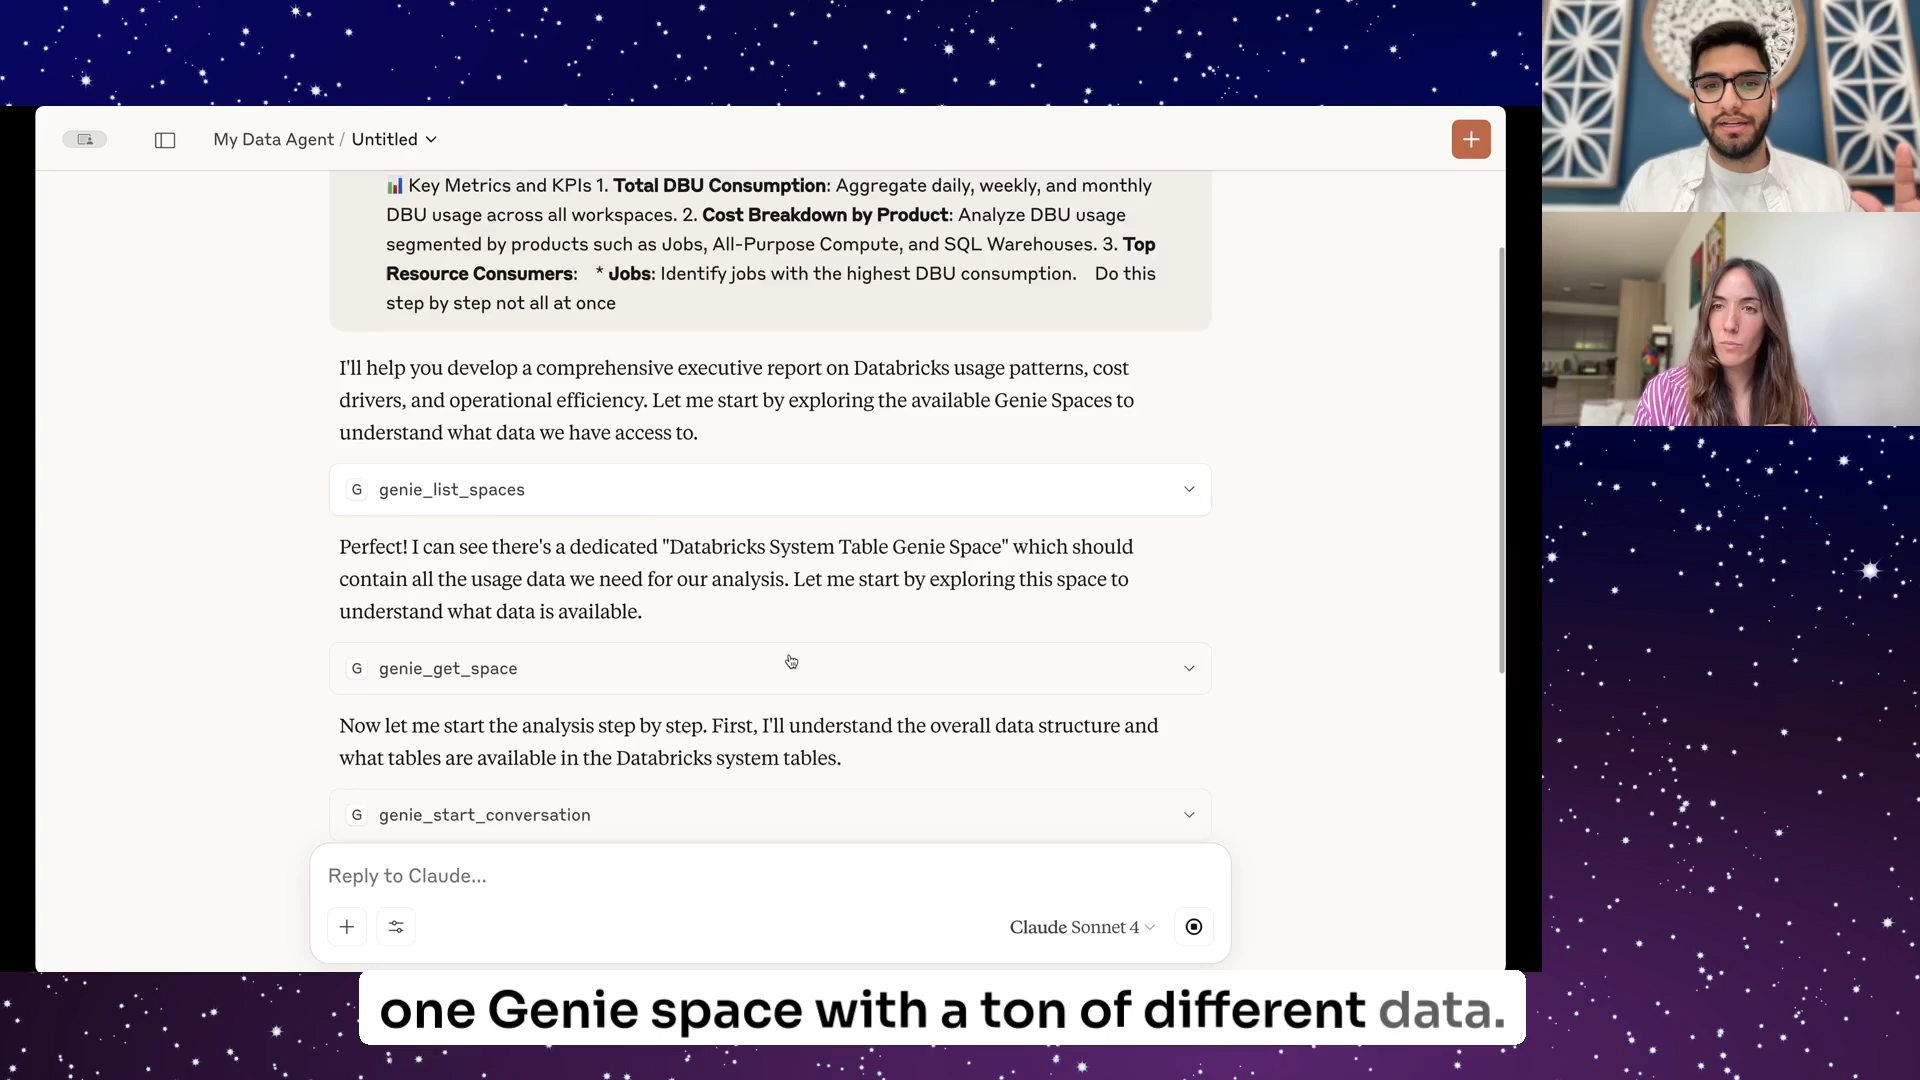 My Data Agent / Untitled
📊 Key Metrics and KPIs 1. Total DBU Consumption: Aggregate daily, weekly, and monthly
DBU usage across all workspaces. 2. Cost Breakdown by Product: Analyze DBU usage
segmented by products such as Jobs, All-Purpose Compute, and SQL Warehouses. 3. Top
Resource Consumers: * Jobs: Identify jobs with the highest DBU consumption. Do this
step by step not all at once
I'll help you develop a comprehensive executive report on Databricks usage patterns, cost
drivers, and operational efficiency. Let me start by exploring the available Genie Spaces to
understand what data we have access to.
G genie_list_spaces
Perfect! I can see there's a dedicated "Databricks System Table Genie Space" which should
contain all the usage data we need for our analysis. Let me start by exploring this space to
understand what data is available.
G genie_get_space
Now let me start the analysis step by step. First, I'll understand the overall data structure and
what tables are available in the Databricks system tables.
G genie_start_conversation
Reply to Claude...
Claude Sonnet 4
one Genie space with a ton of different data.